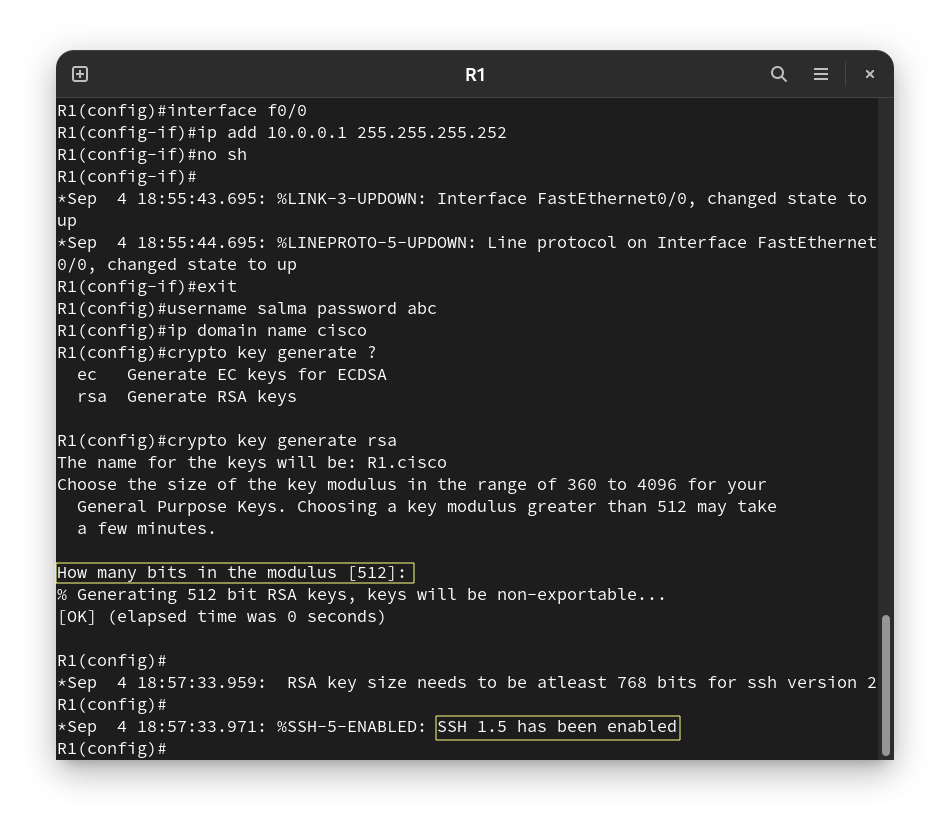 R1
R1(config)#interface f0/0
R1(config-if)#ip add 10.0.0.1 255.255.255.252
R1(config-if)#no sh
R1(config-if)#
*Sep  4 18:55:43.695: %LINK-3-UPDOWN: Interface FastEthernet0/0, changed state to
up
*Sep  4 18:55:44.695: %LINEPROTO-5-UPDOWN: Line protocol on Interface FastEthernet
0/0, changed state to up
R1(config-if)#exit
R1(config)#username salma password abc
R1(config)#ip domain name cisco
R1(config)#crypto key generate ?
  ec   Generate EC keys for ECDSA
  rsa  Generate RSA keys

R1(config)#crypto key generate rsa
The name for the keys will be: R1.cisco
Choose the size of the key modulus in the range of 360 to 4096 for your
  General Purpose Keys. Choosing a key modulus greater than 512 may take
  a few minutes.

How many bits in the modulus [512]:
% Generating 512 bit RSA keys, keys will be non-exportable...
[OK] (elapsed time was 0 seconds)

R1(config)#
*Sep  4 18:57:33.959:  RSA key size needs to be atleast 768 bits for ssh version 2
R1(config)#
*Sep  4 18:57:33.971: %SSH-5-ENABLED: SSH 1.5 has been enabled
R1(config)#